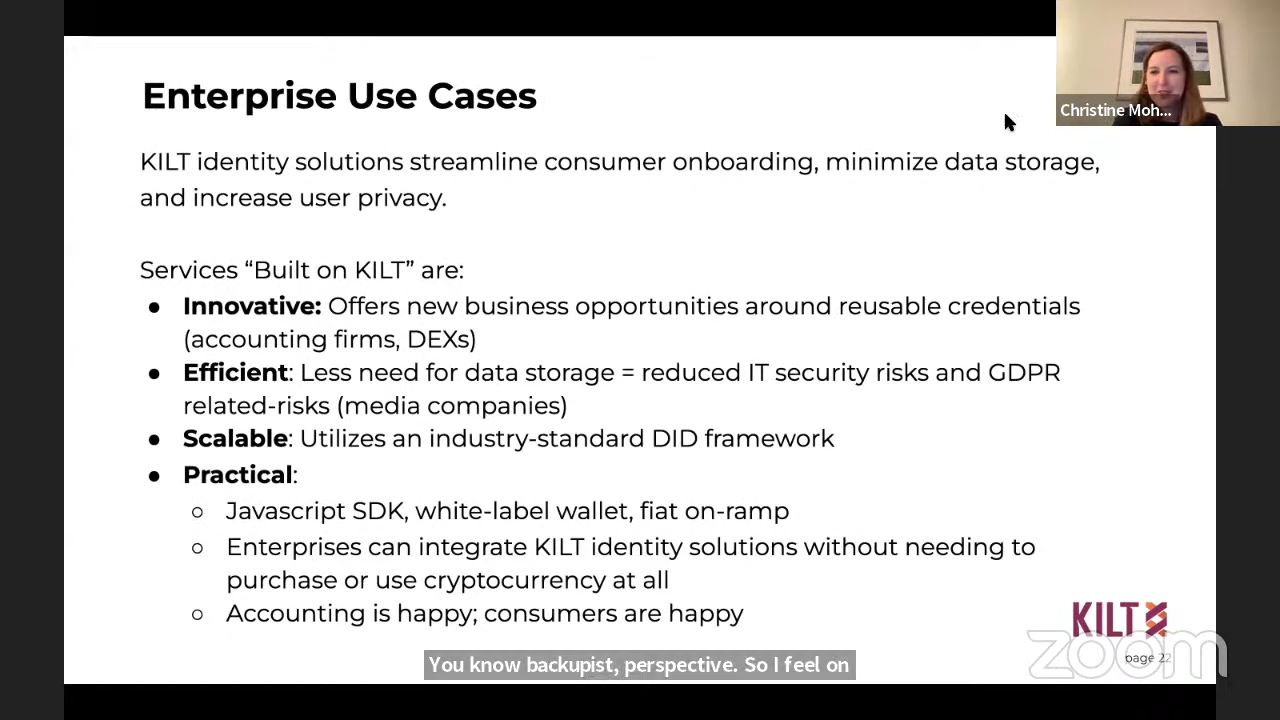 Enterprise Use Cases
Christine Moh...
KILT identity solutions streamline consumer onboarding, minimize data storage,
and increase user privacy.
Services “Built on KILT” are:
● Innovative: Offers new business opportunities around reusable credentials
(accounting firms, DEXs)
● Efficient: Less need for data storage = reduced IT security risks and GDPR
related-risks (media companies)
● Scalable: Utilizes an industry-standard DID framework
● Practical:
○ Javascript SDK, white-label wallet, fiat on-ramp
○ Enterprises can integrate KILT identity solutions without needing to
purchase or use cryptocurrency at all
○ Accounting is happy; consumers are happy
KILT
zoom
page 22
You know backupist, perspective. So I feel on